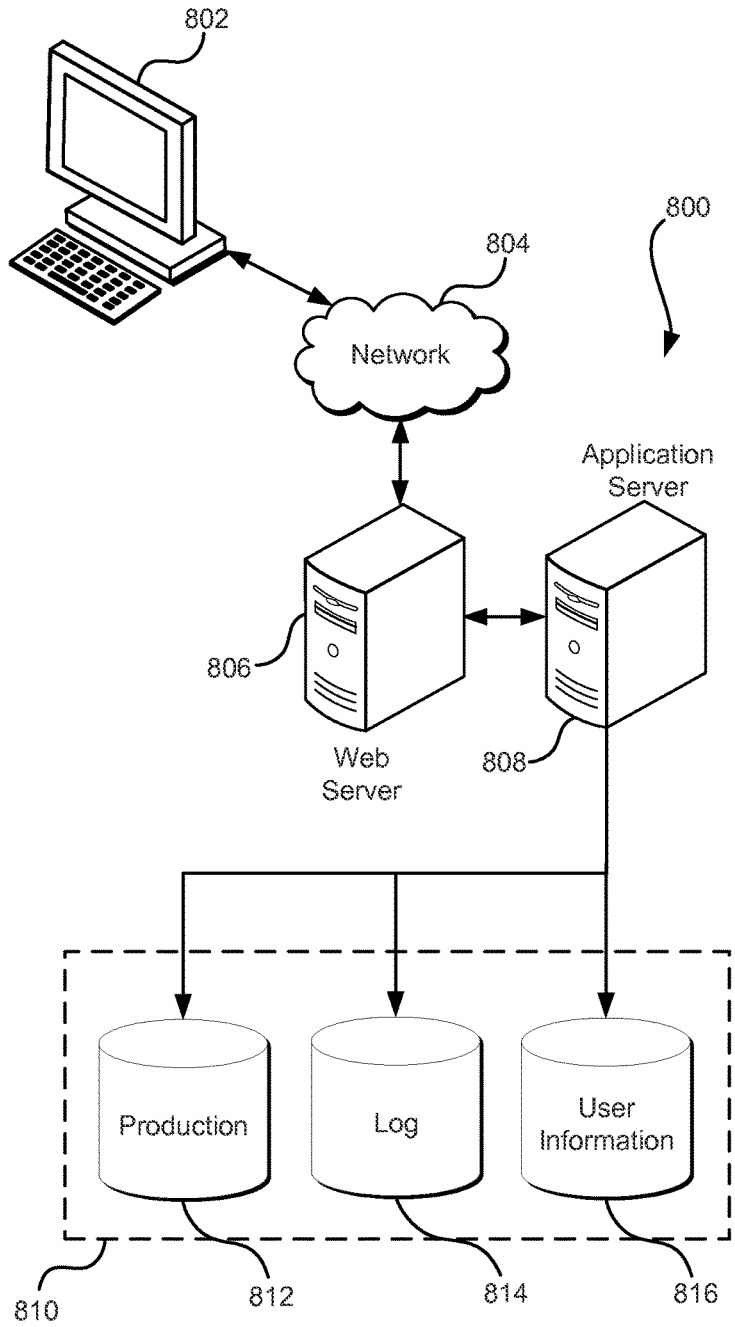 802
800
804
Network
Application
Server
806
Web
Server
808
Production
Log
User
Information
810
812
814
816